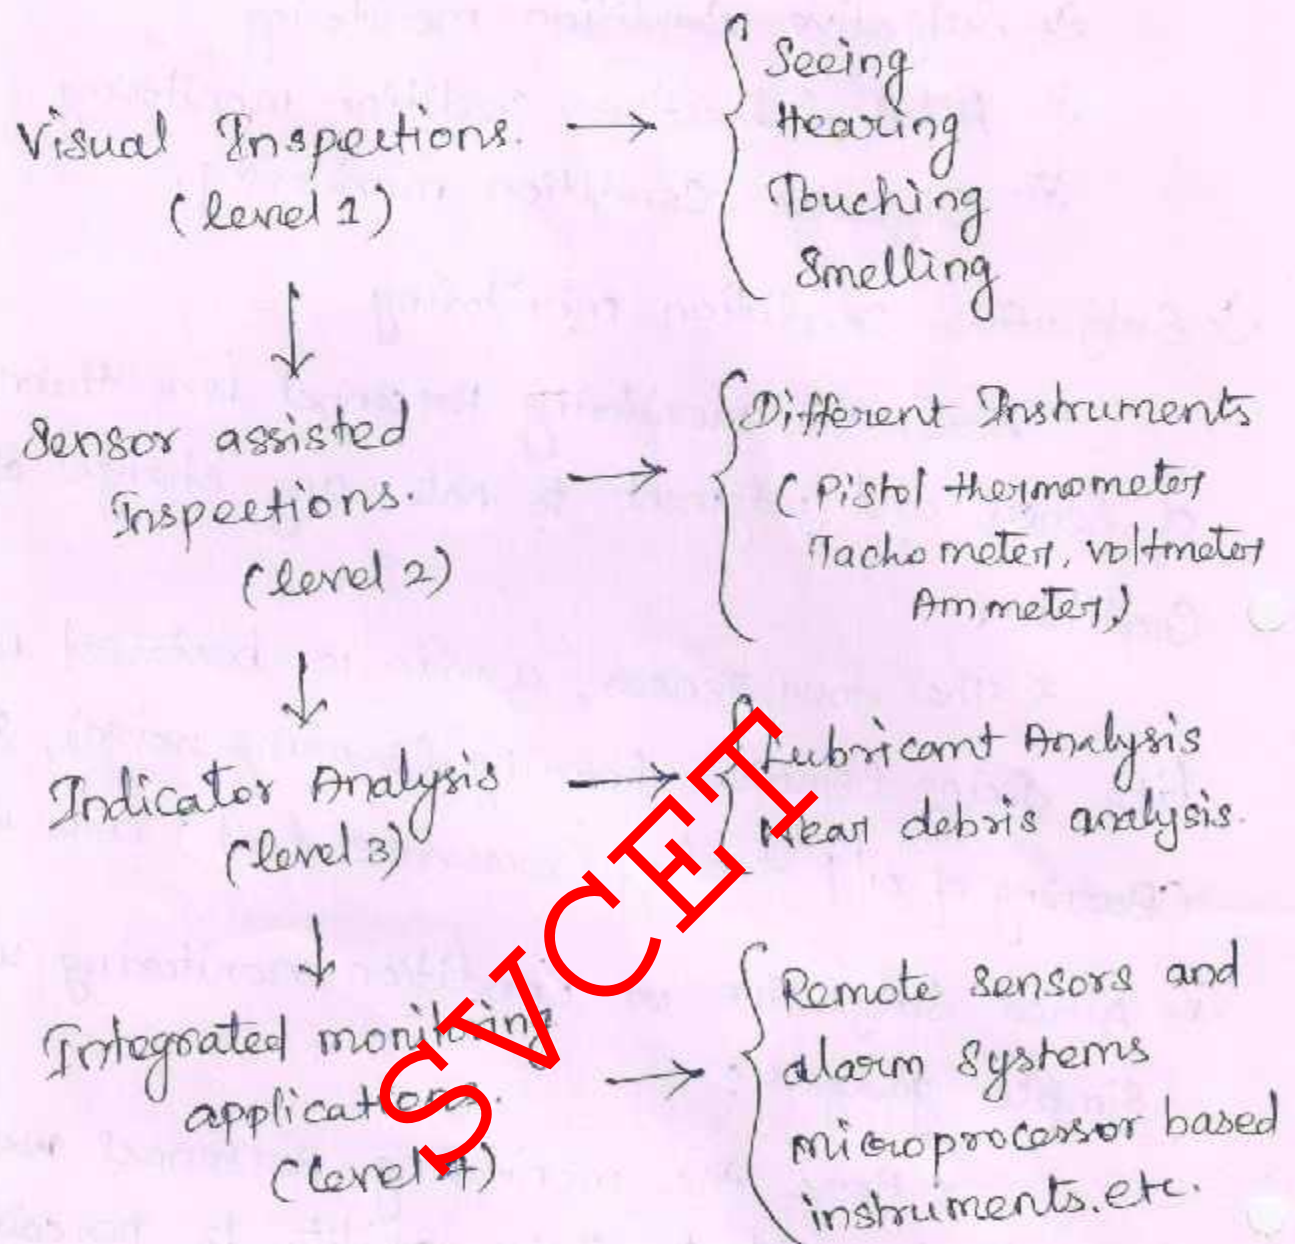 Visual Inspections.
(level 1)
Seeing
Hearing
Touching
Smelling
Sensor assisted
Inspections.
(level 2)
Different Instruments
(Pistol thermometer
Tacho meter, voltmeter
Ammeter,)
Indicator Analysis
(level 3)
Lubricant Analysis
Wear debris analysis.
Integrated monitoring
applications.
(level 4)
Remote sensors and
alarm systems
microprocessor based
instruments. etc.
SVCET